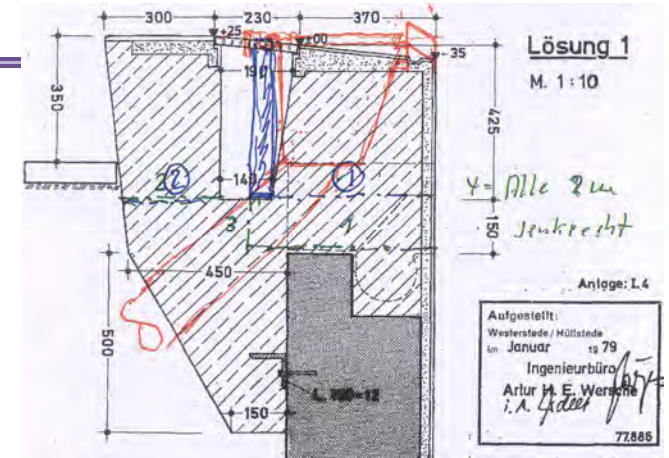 300 230 370
+25 ±00 -35
Lösung 1
M. 1:10
190
350
425
2 2 140 1
4 = Alle 2 m
senkrecht
3 1
150
450
Anlage: I.4
500
Aufgestellt:
Westerstede/Hüllstede
im Januar 19 79
Ingenieurbüro
Artur H. E. Wersche
i. A.
150
77.886